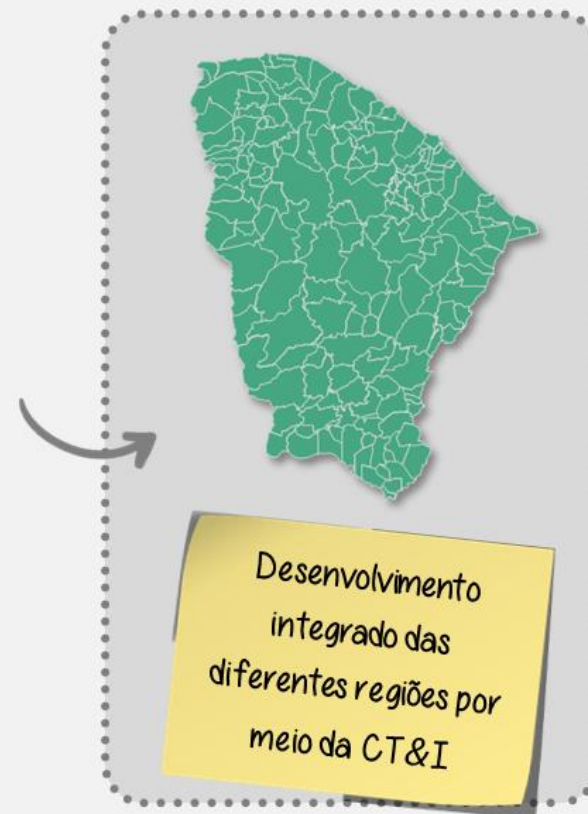 Desenvolvimento
integrado das
diferentes regiões por
meio da CT&I